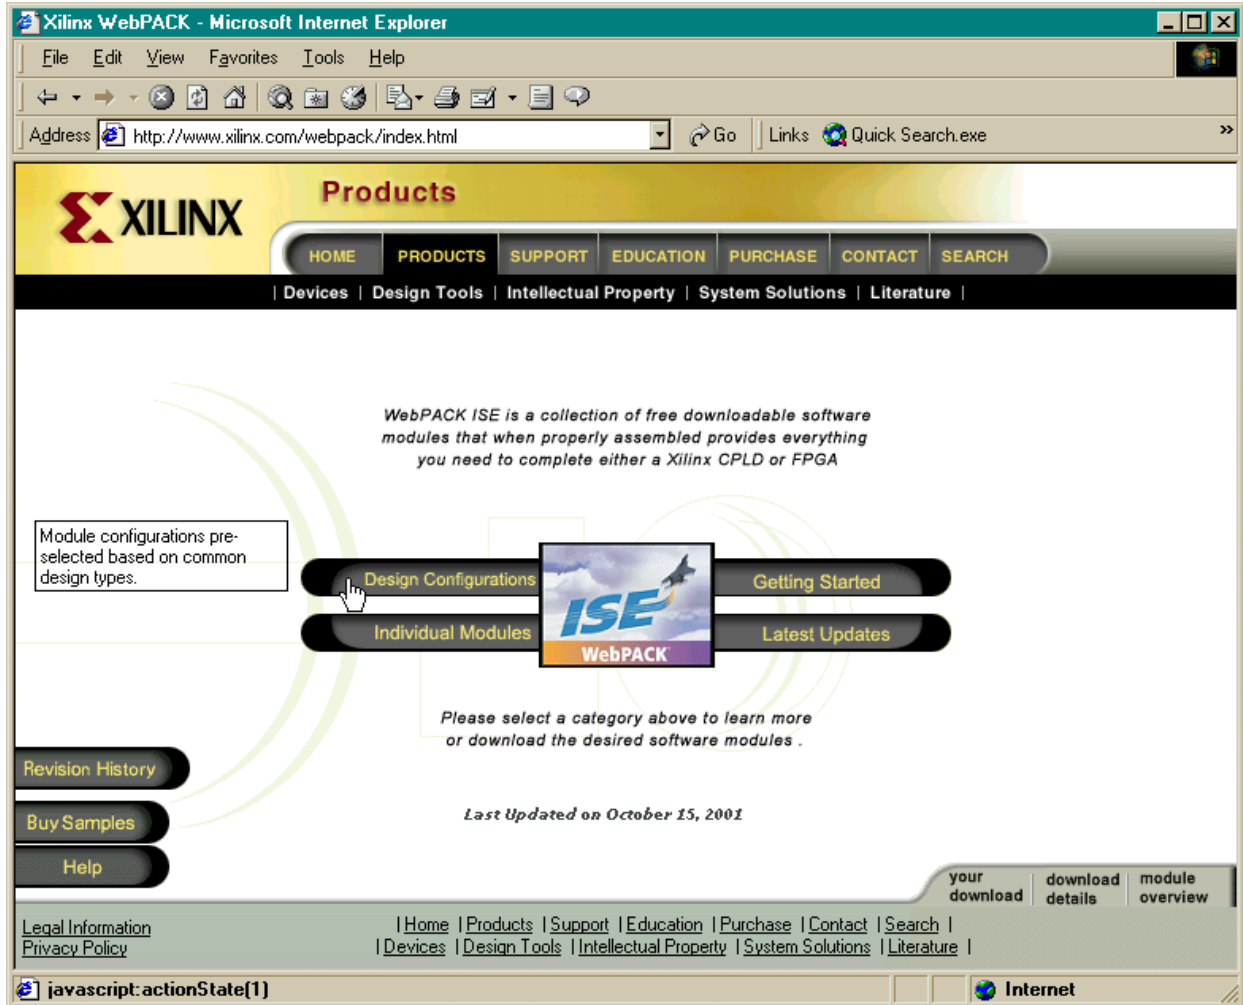 Xilinx WebPACK - Microsoft Internet Explorer
File Edit View Favorites Tools Help
Address http://www.xilinx.com/webpack/index.html Go Links Quick Search.exe »
XILINX
Products
HOME PRODUCTS SUPPORT EDUCATION PURCHASE CONTACT SEARCH
| Devices | Design Tools | Intellectual Property | System Solutions | Literature |
WebPACK ISE is a collection of free downloadable software
modules that when properly assembled provides everything
you need to complete either a Xilinx CPLD or FPGA
Module configurations pre-
selected based on common
design types.
Design Configurations
Getting Started
Individual Modules
Latest Updates
ISE
WebPACK
Please select a category above to learn more
or download the desired software modules .
Revision History
Buy Samples
Help
Last Updated on October 15, 2001
your
download
download
details
module
overview
Legal Information
Privacy Policy
| Home | Products | Support | Education | Purchase | Contact | Search |
| Devices | Design Tools | Intellectual Property | System Solutions | Literature |
javascript:actionState(1)
Internet